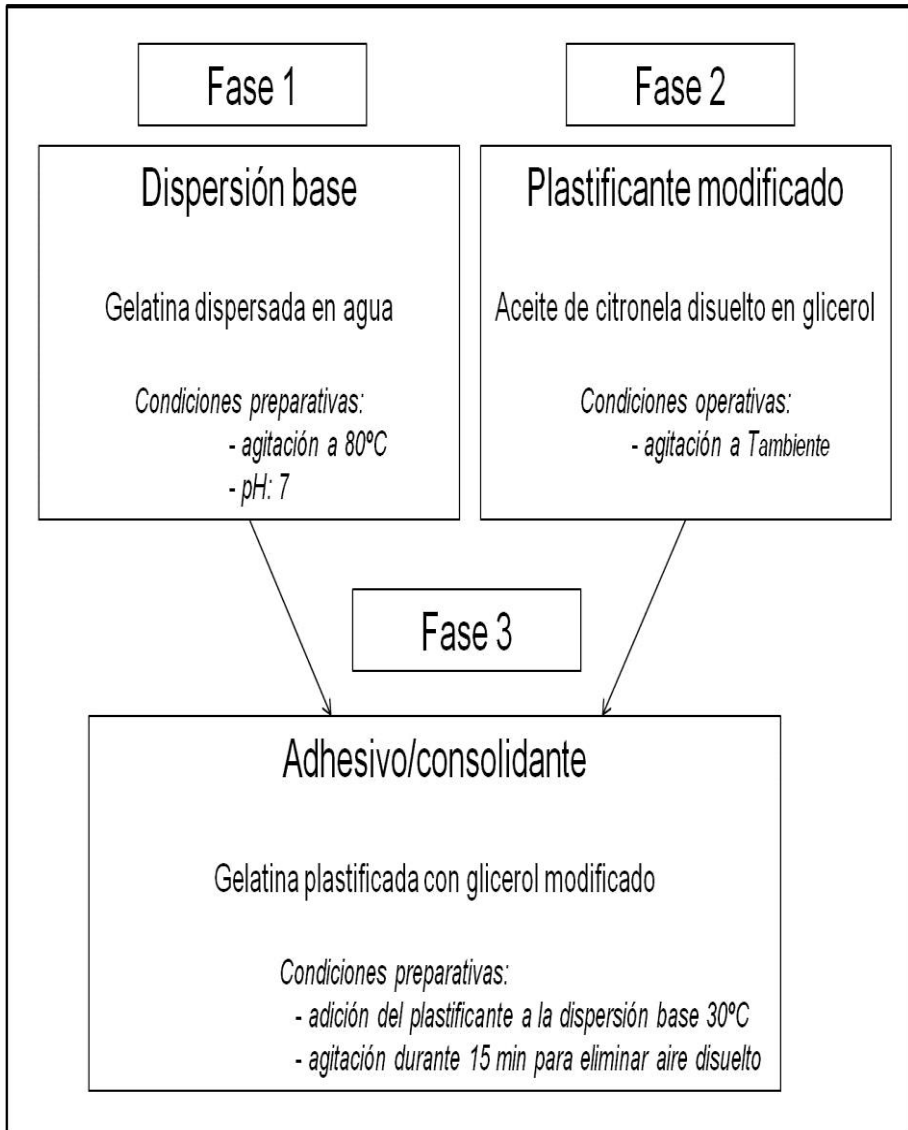 Fase 1
Dispersión base
Gelatina dispersada en agua
Condiciones preparativas:
- agitación a 80ºC
- pH: 7
Fase 2
Plastificante modificado
Aceite de citronela disuelto en glicerol
Condiciones operativas:
- agitación a Tambiente
Fase 3
Adhesivo/consolidante
Gelatina plastificada con glicerol modificado
Condiciones preparativas:
- adición del plastificante a la dispersión base 30ºC
- agitación durante 15 min para eliminar aire disuelto